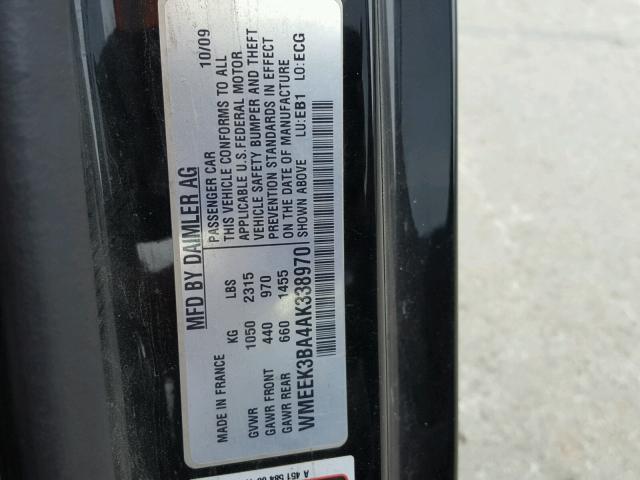 MFD BY DAIMLER AG 10/09
PASSENGER CAR
THIS VEHICLE CONFORMS TO ALL
APPLICABLE U.S. FEDERAL MOTOR
VEHICLE SAFETY BUMPER AND THEFT
PREVENTION STANDARDS IN EFFECT
ON THE DATE OF MANUFACTURE
SHOWN ABOVE LU:EB1 LO:ECG
MADE IN FRANCE KG LBS
GVWR 1050 2315
GAWR FRONT 440 970
GAWR REAR 660 1455
WMEEK3BA4AK338970
A 451 584